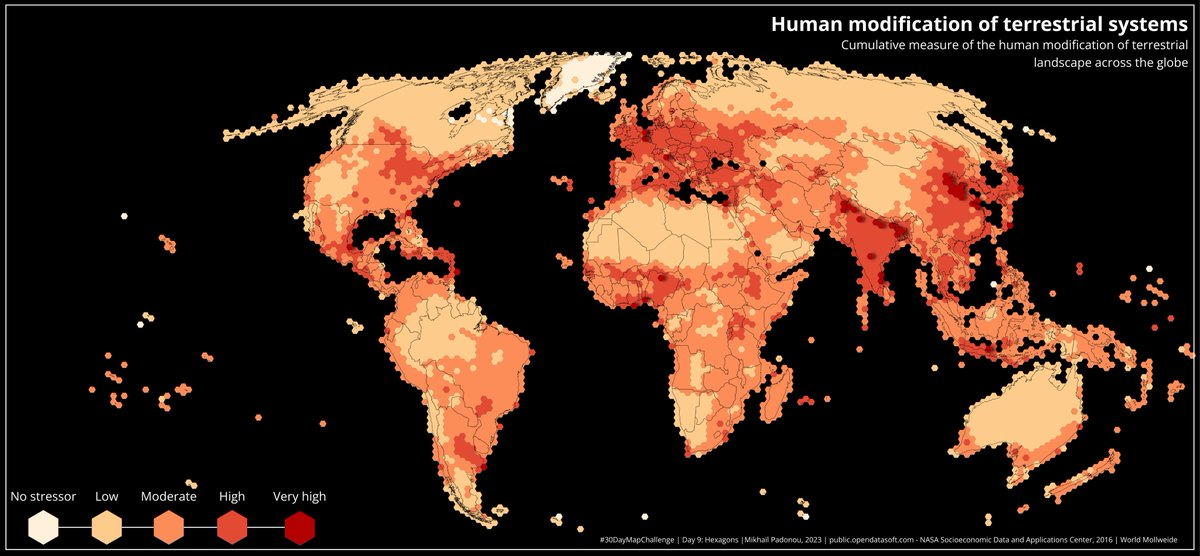 Human modification of terrestrial systems
Cumulative measure of the human modification of terrestrial
landscape across the globe
No stressor Low Moderate High Very high
#30DayMapChallenge | Day 9: Hexagons |Mikhaïl Padonou, 2023 | public.opendatasoft.com - NASA Socioeconomic Data and Applications Center, 2016 | World Mollweide